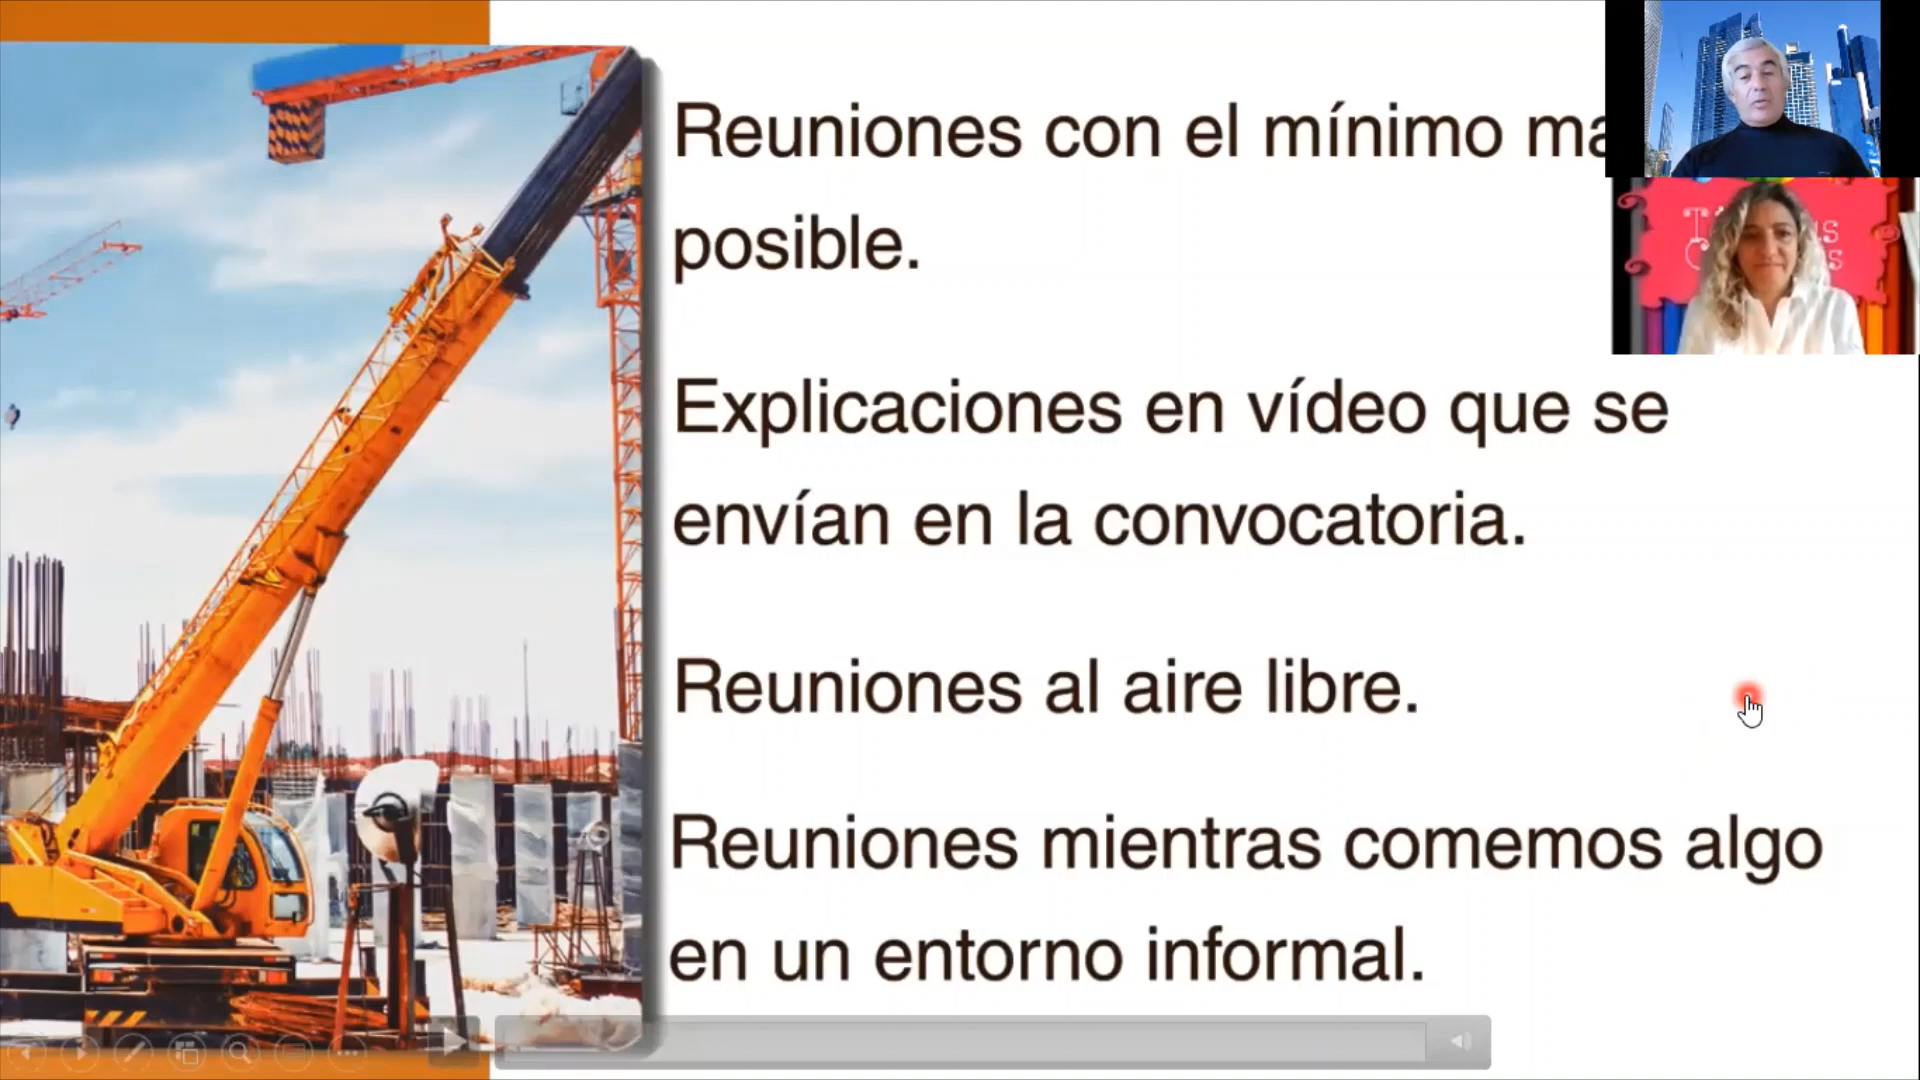 Reuniones con el mínimo ma
posible.
Explicaciones en vídeo que se
envían en la convocatoria.
Reuniones al aire libre.
Reuniones mientras comemos algo
en un entorno informal.